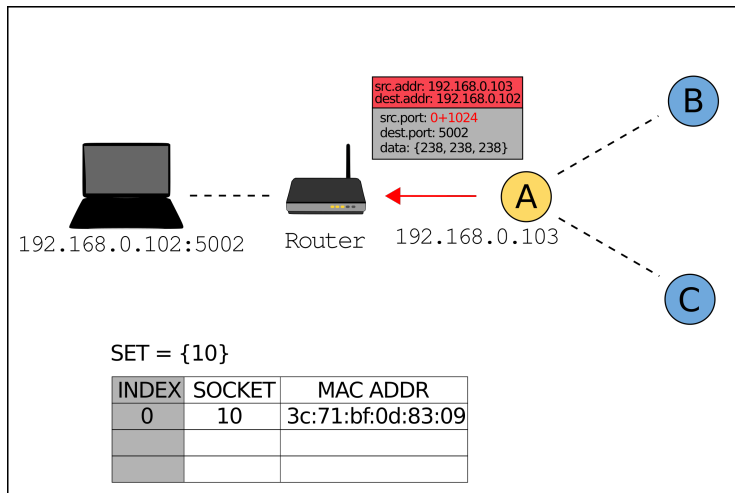 src.addr: 192.168.0.103
dest.addr: 192.168.0.102
src.port: 0+1024
dest.port: 5002
data: {238, 238, 238}
B
A
192.168.0.102:5002
Router
192.168.0.103
C
SET = {10}
INDEX SOCKET MAC ADDR
0 10 3c:71:bf:0d:83:09